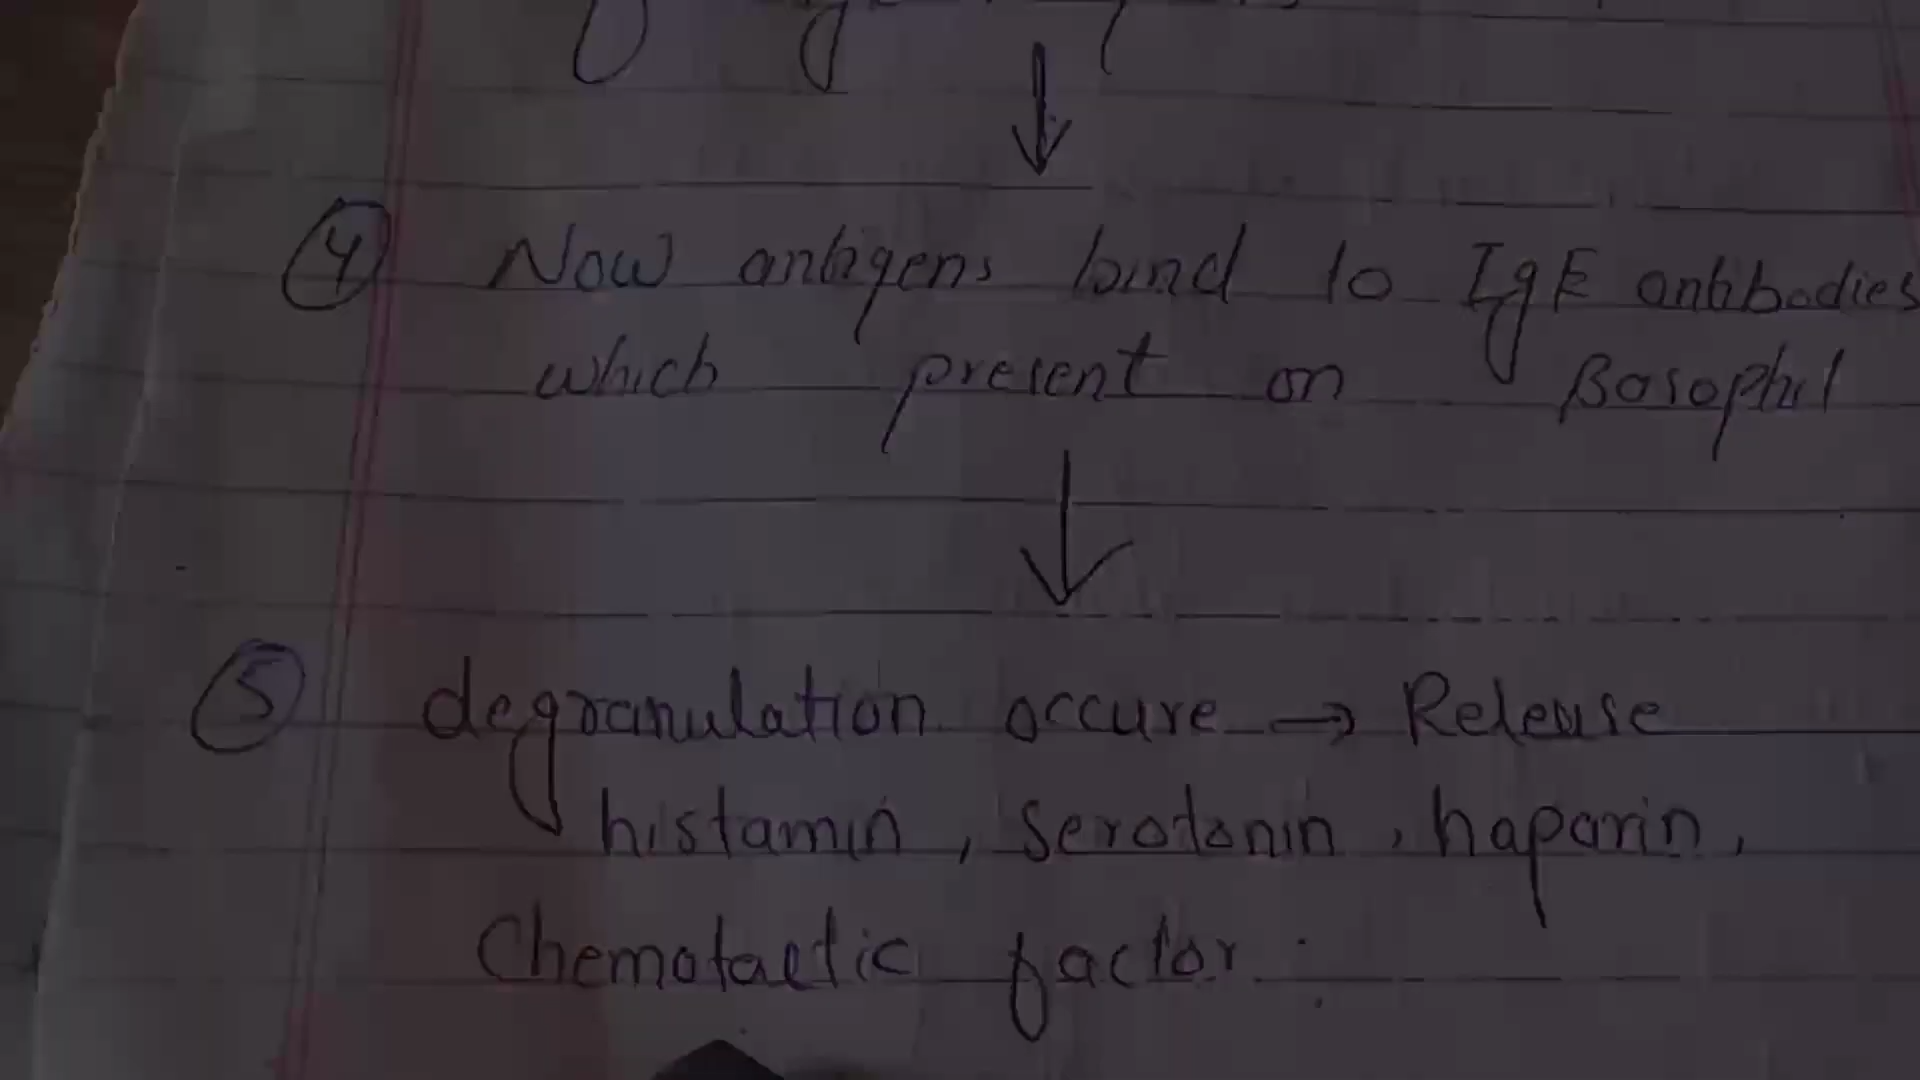 ④ Now antigens bind to IgE antibodies
which present on Basophil
⑤ degranulation occure → Release
histamin, serotonin, haparin,
Chemotactic factor.